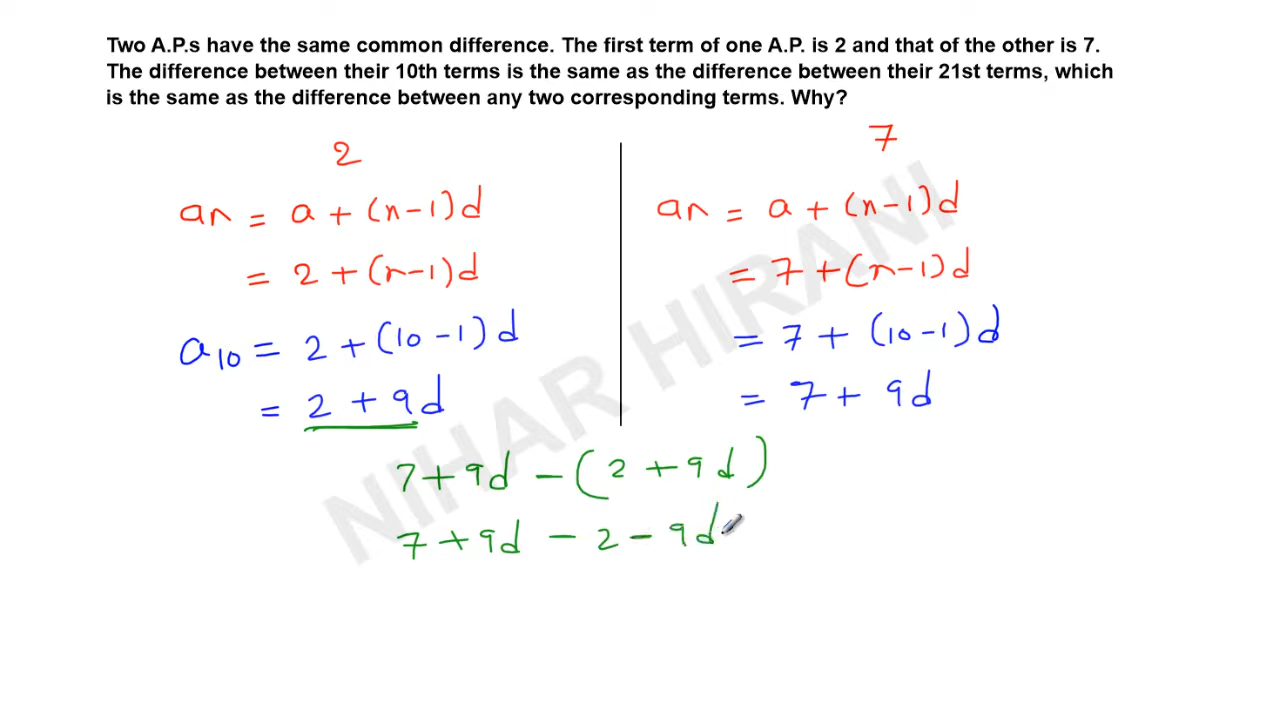 Two A.P.s have the same common difference. The first term of one A.P. is 2 and that of the other is 7.
The difference between their 10th terms is the same as the difference between their 21st terms, which
is the same as the difference between any two corresponding terms. Why?
2
an = a + (n-1)d
= 2 + (n-1)d
a10 = 2 + (10-1)d
= 2 + 9d
7
an = a + (n-1)d
= 7 + (n-1)d
= 7 + (10-1)d
= 7 + 9d
7+9d - (2+9d)
7+9d - 2 - 9d
NIHAR HIRANI